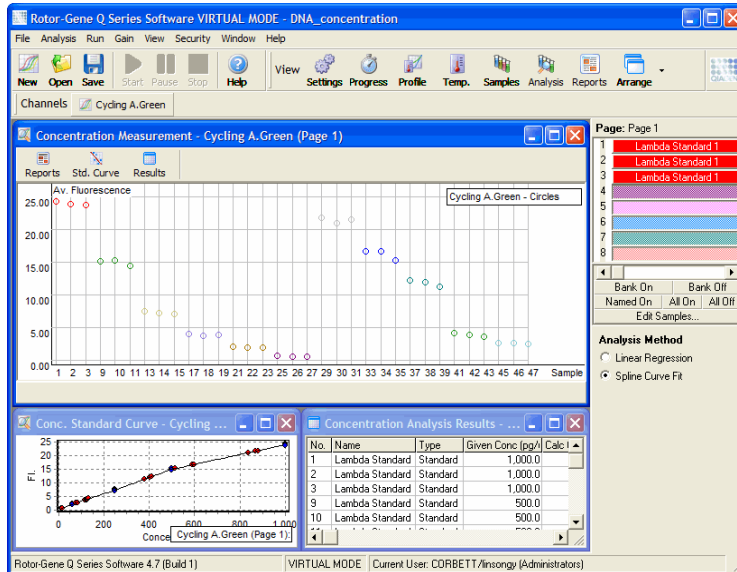 Rotor-Gene Q Series Software VIRTUAL MODE - DNA_concentration
File Analysis Run Gain View Security Window Help
New Open Save Start Pause Stop Help View Settings Progress Profile Temp. Samples Analysis Reports Arrange
Channels Cycling A.Green
Concentration Measurement - Cycling A.Green (Page 1)
Reports Std. Curve Results
Av. Fluorescence
Cycling A.Green - Circles
25.00
20.00
15.00
10.00
5.00
0.00
1 2 3 9 10 11 13 14 15 17 18 19 21 22 23 25 26 27 29 30 31 33 34 35 37 38 39 41 42 43 45 46 47 Sample
Page: Page 1
1 Lambda Standard 1
2 Lambda Standard 1
3 Lambda Standard 1
4
5
6
7
8
Bank On Bank Off
Named On All On All Off
Edit Samples...
Analysis Method
Linear Regression
Spline Curve Fit
Conc. Standard Curve - Cycling ...
Fl.
25
20
15
10
5
0
0 200 400 600 800 1,000
Cycling A.Green (Page 1):
Concentration Analysis Results - ...
No. Name Type Given Conc (pg/
1 Lambda Standard Standard 1,000.0
2 Lambda Standard Standard 1,000.0
3 Lambda Standard Standard 1,000.0
9 Lambda Standard Standard 500.0
10 Lambda Standard Standard 500.0
Rotor-Gene Q Series Software 4.7 (Build 1) VIRTUAL MODE Current User: CORBETT/linsongy (Administrators)